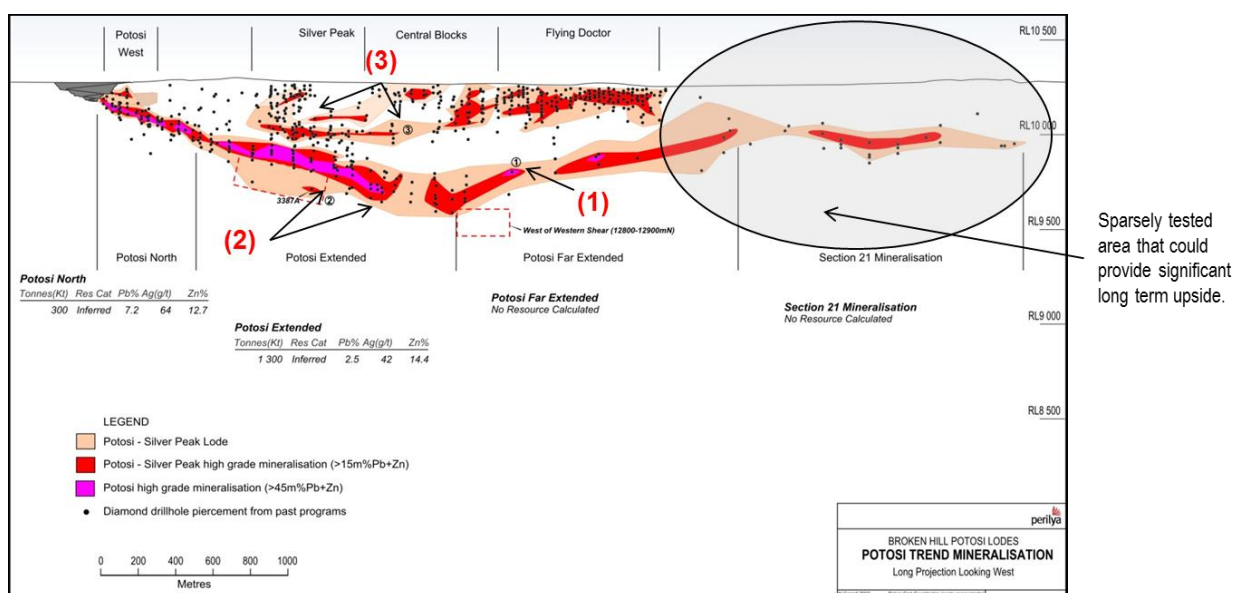 Potosi West
Silver Peak
Central Blocks
Flying Doctor
RL10 500
(3)
③
RL10 000
①
(1)
3387A
②
(2)
West of Western Shear (12800-12900mN)
RL9 500
Potosi North
Potosi Extended
Potosi Far Extended
Section 21 Mineralisation
Sparsely tested
area that could
provide significant
long term upside.
Potosi North
Tonnes(Kt) Res Cat Pb% Ag(g/t) Zn%
300 Inferred 7.2 64 12.7
Potosi Far Extended
No Resource Calculated
Section 21 Mineralisation
No Resource Calculated
RL9 000
Potosi Extended
Tonnes(Kt) Res Cat Pb% Ag(g/t) Zn%
1 300 Inferred 2.5 42 14.4
RL8 500
LEGEND
Potosi - Silver Peak Lode
Potosi - Silver Peak high grade mineralisation (>15m%Pb+Zn)
Potosi high grade mineralisation (>45m%Pb+Zn)
Diamond drillhole piercement from past programs
0 200 400 600 800 1000
Metres
perilya
BROKEN HILL POTOSI LODES
POTOSI TREND MINERALISATION
Long Projection Looking West